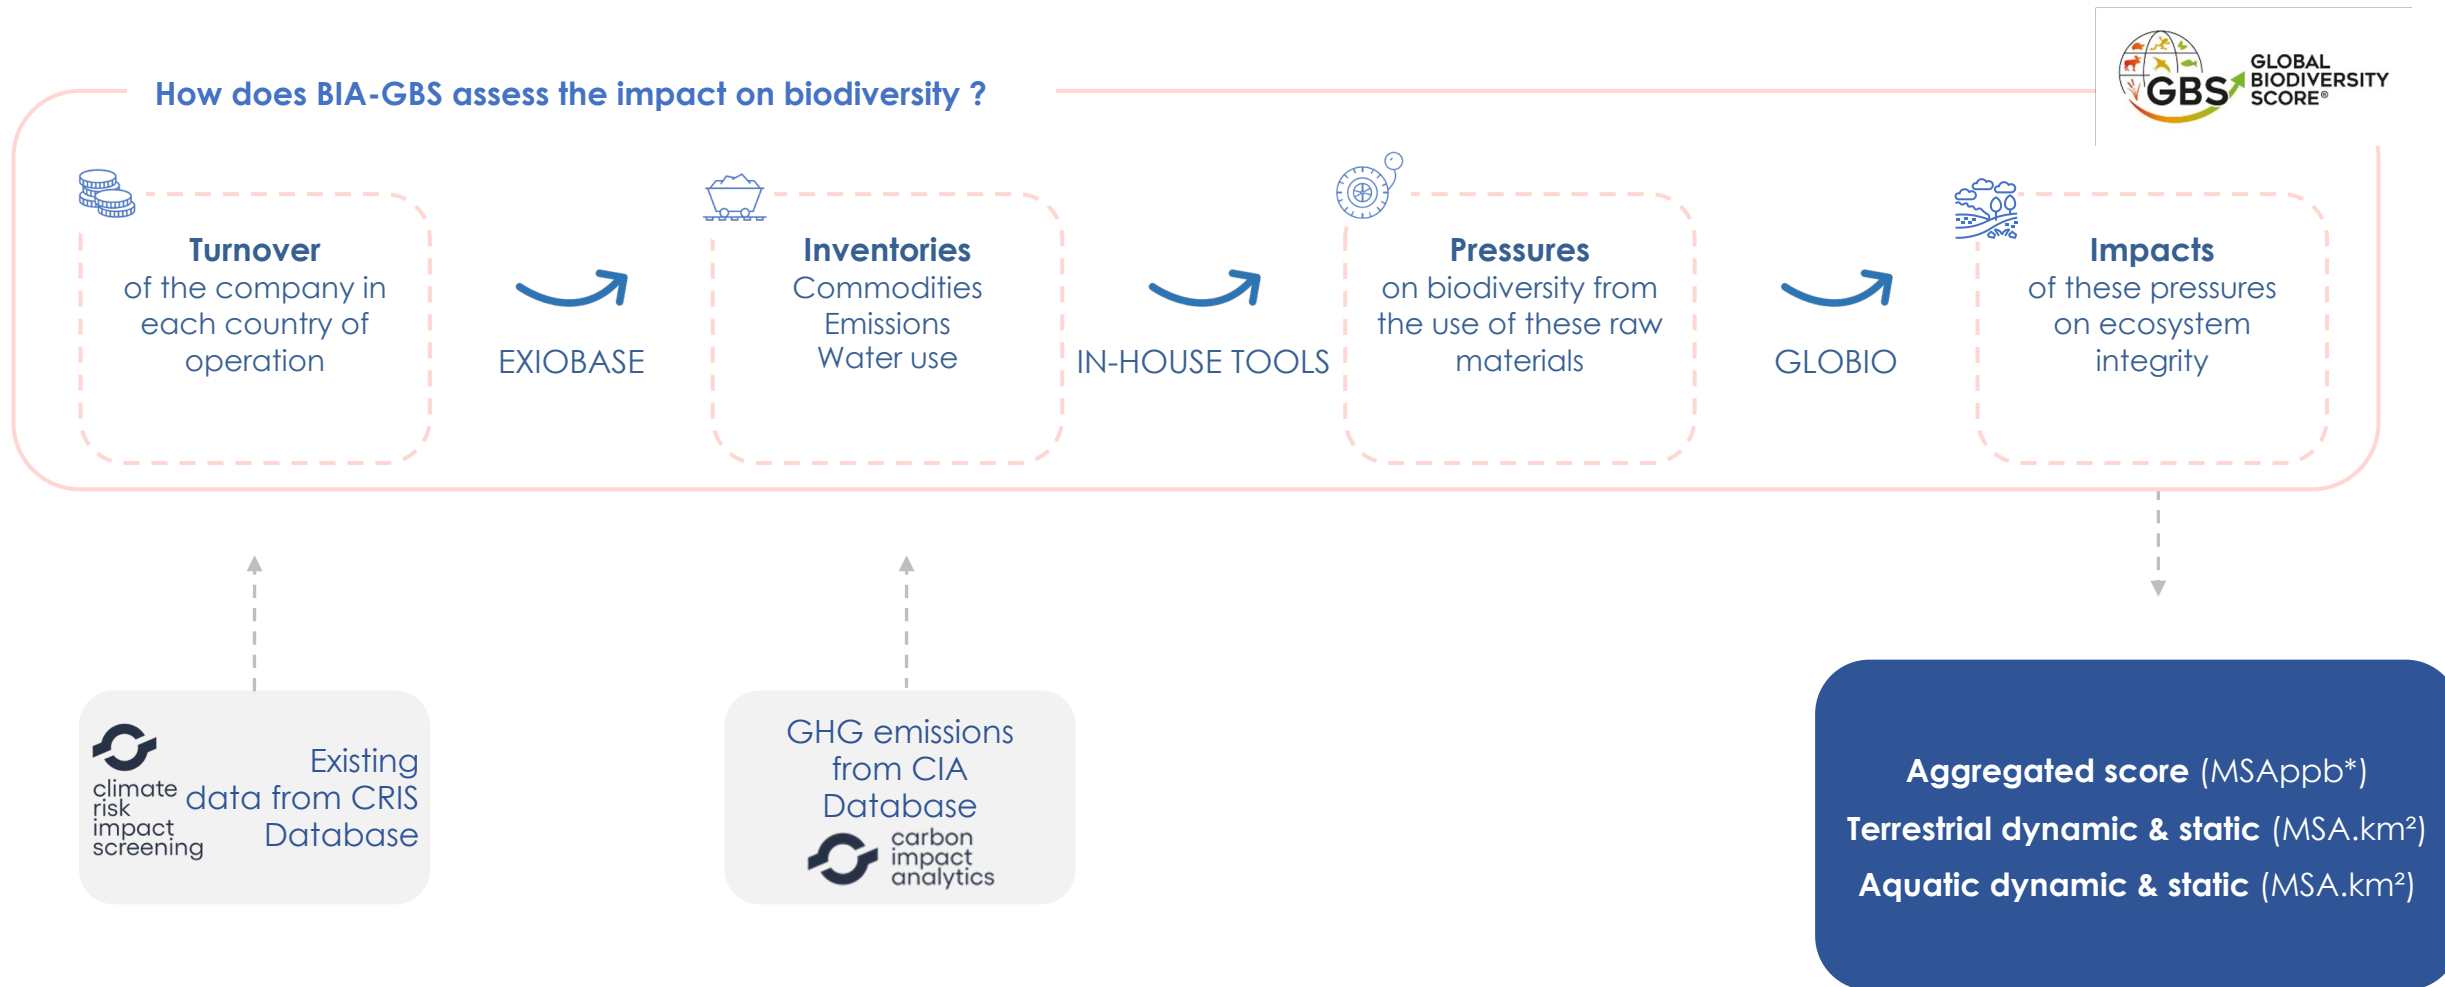 How does BIA-GBS assess the impact on biodiversity ?
GBS
GLOBAL
BIODIVERSITY
SCORE®
Turnover
of the company in
each country of
operation
EXIOBASE
Inventories
Commodities
Emissions
Water use
IN-HOUSE TOOLS
Pressures
on biodiversity from
the use of these raw
materials
GLOBIO
Impacts
of these pressures
on ecosystem
integrity
climate
risk
impact
screening
Existing
data from CRIS
Database
GHG emissions
from CIA
Database
carbon
impact
analytics
Aggregated score (MSAppb*)
Terrestrial dynamic & static (MSA.km²)
Aquatic dynamic & static (MSA.km²)